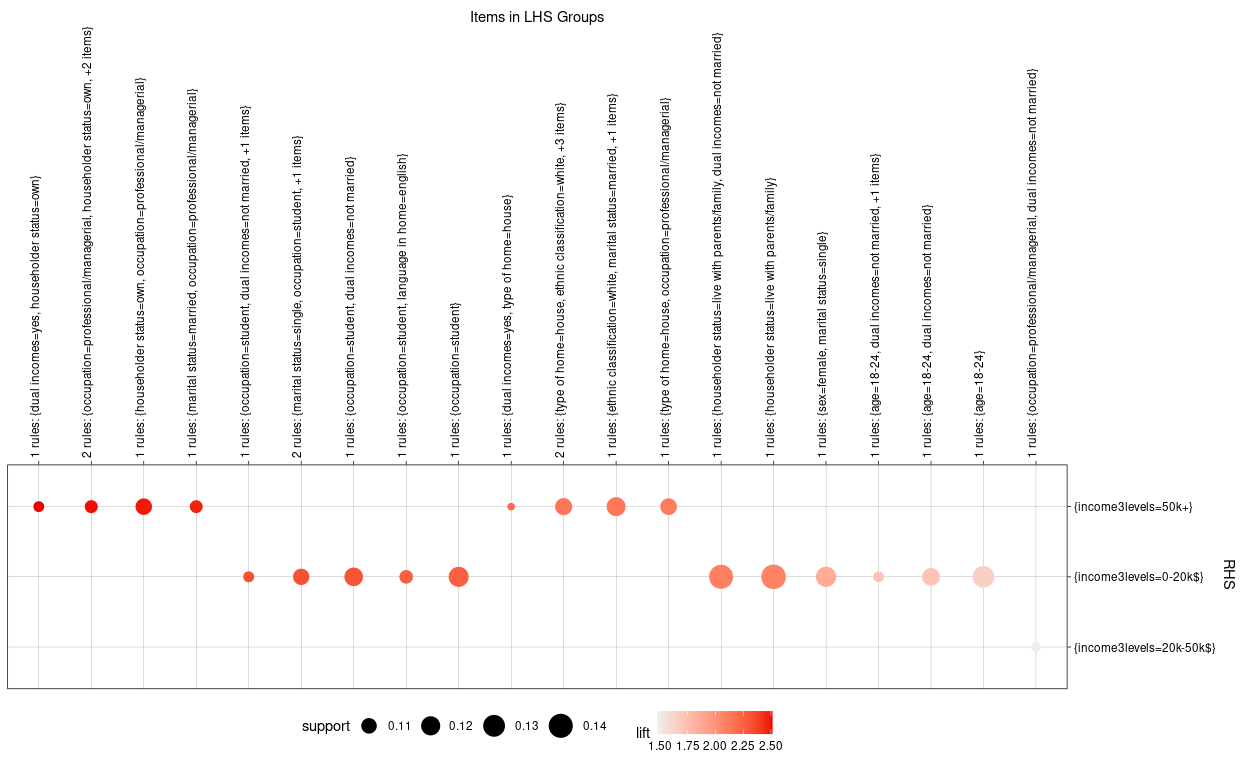 Items in LHS Groups
1 rules: {dual incomes=yes, householder status=own}
2 rules: {occupation=professional/managerial, householder status=own, +2 items}
1 rules: {householder status=own, occupation=professional/managerial}
1 rules: {marital status=married, occupation=professional/managerial}
1 rules: {occupation=student, dual incomes=not married, +1 items}
2 rules: {marital status=single, occupation=student, +1 items}
1 rules: {occupation=student, dual incomes=not married}
1 rules: {occupation=student, language in home=english}
1 rules: {occupation=student}
1 rules: {dual incomes=yes, type of home=house}
2 rules: {type of home=house, ethnic classification=white, +3 items}
1 rules: {ethnic classification=white, marital status=married, +1 items}
1 rules: {type of home=house, occupation=professional/managerial}
1 rules: {householder status=live with parents/family, dual incomes=not married}
1 rules: {householder status=live with parents/family}
1 rules: {sex=female, marital status=single}
1 rules: {age=18-24, dual incomes=not married, +1 items}
1 rules: {age=18-24, dual incomes=not married}
1 rules: {age=18-24}
1 rules: {occupation=professional/managerial, dual incomes=not married}
{income3levels=50k+}
{income3levels=0-20k$}
{income3levels=20k-50k$}
RHS
support 0.11 0.12 0.13 0.14
lift
1.50 1.75 2.00 2.25 2.50